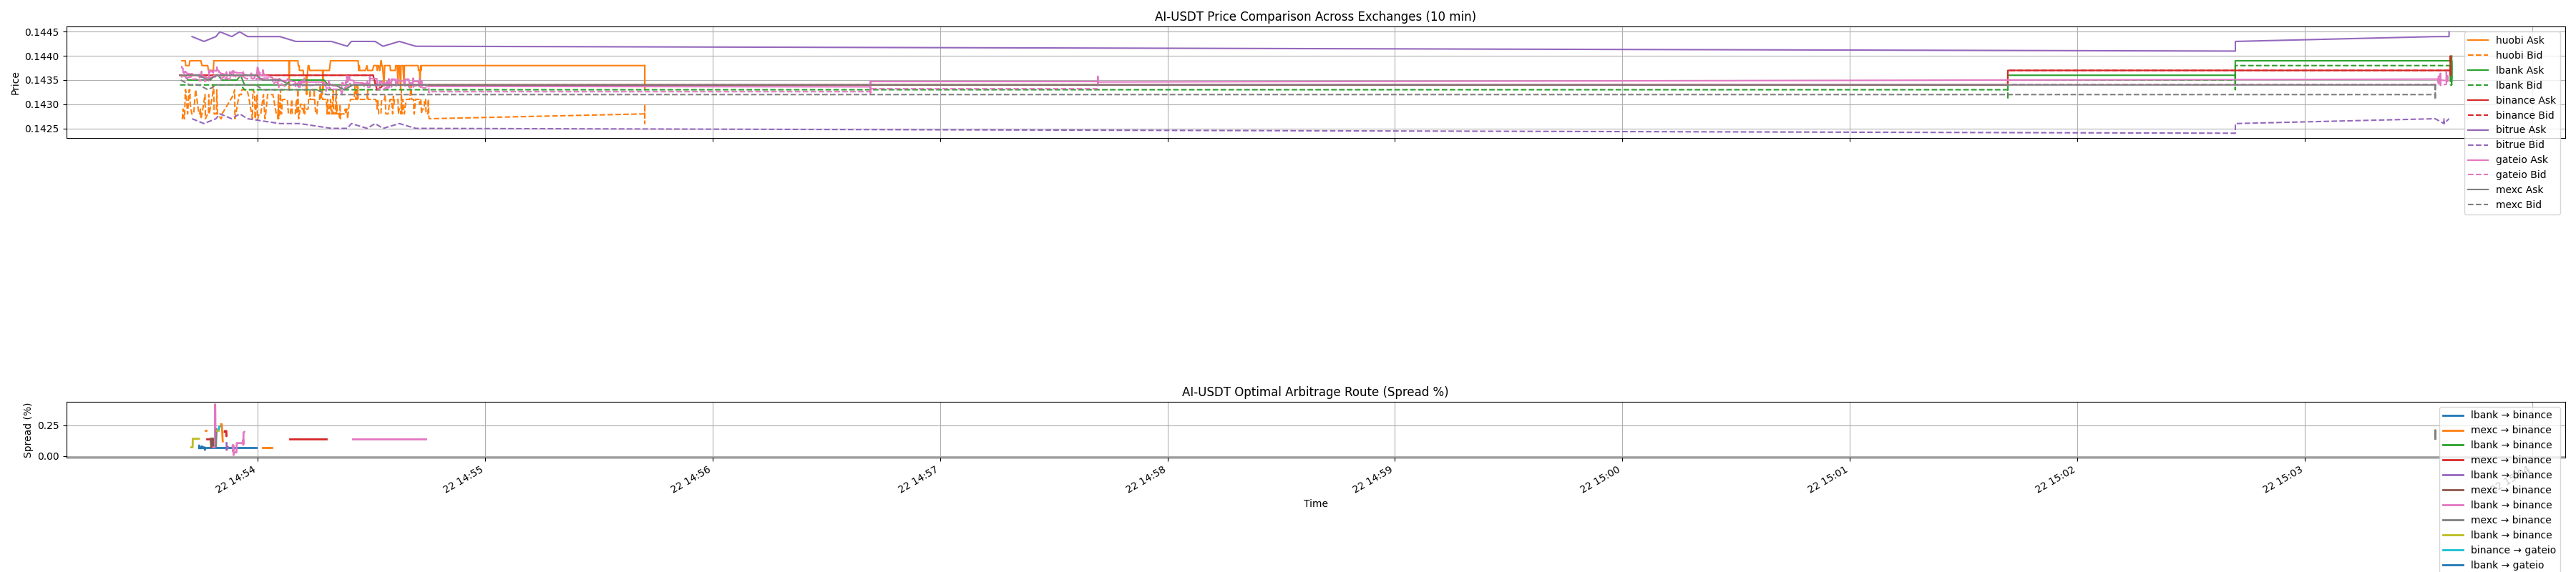 AI-USDT Price Comparison Across Exchanges (10 min)
0.1445
0.1440
0.1435
0.1430
0.1425
Price
huobi Ask
huobi Bid
lbank Ask
lbank Bid
binance Ask
binance Bid
bitrue Ask
bitrue Bid
gateio Ask
gateio Bid
mexc Ask
mexc Bid
AI-USDT Optimal Arbitrage Route (Spread %)
0.25
0.00
Spread (%)
lbank → binance
mexc → binance
lbank → binance
mexc → binance
lbank → binance
mexc → binance
lbank → binance
mexc → binance
lbank → binance
binance → gateio
lbank → gateio
22 14:54
22 14:55
22 14:56
22 14:57
22 14:58
22 14:59
22 15:00
22 15:01
22 15:02
22 15:03
Time